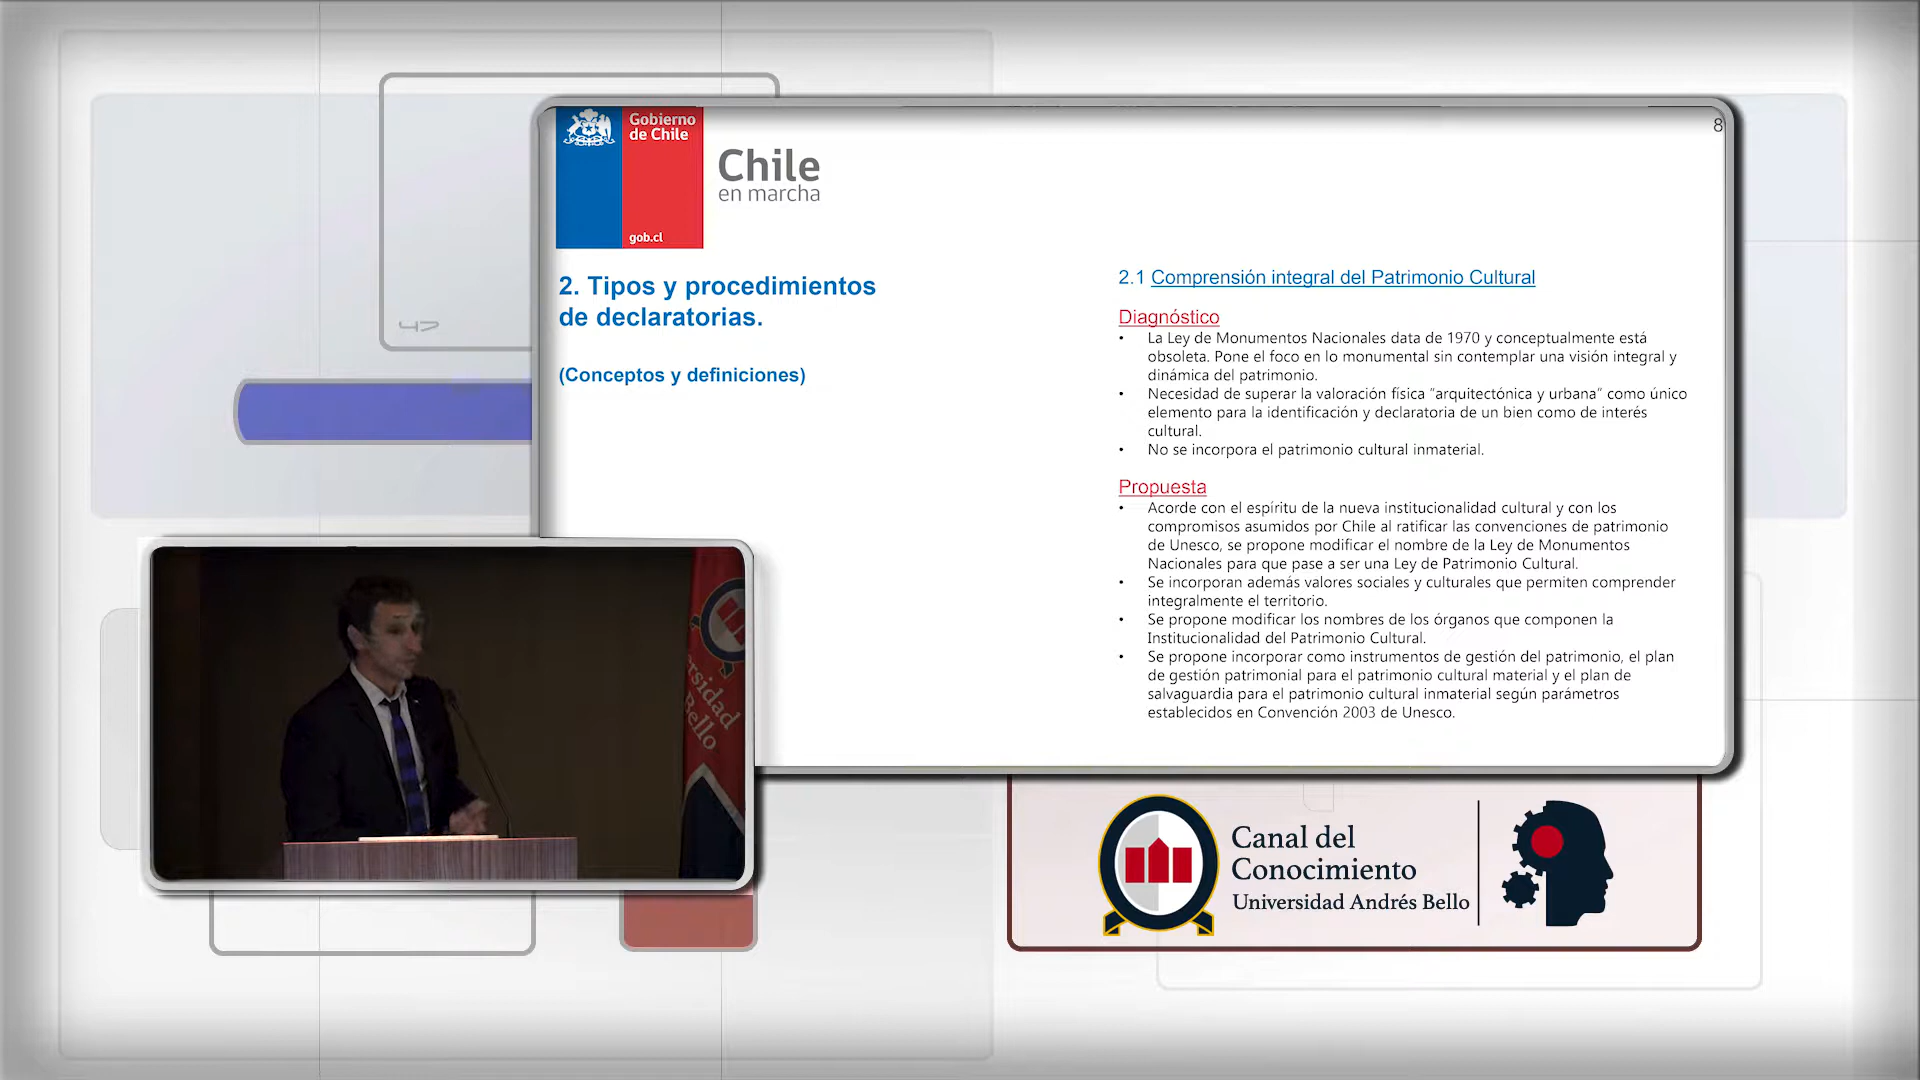 Gobierno
de Chile
gob.cl
Chile
en marcha
8
2. Tipos y procedimientos
de declaratorias.
(Conceptos y definiciones)
2.1 Comprensión integral del Patrimonio Cultural
Diagnóstico
• La Ley de Monumentos Nacionales data de 1970 y conceptualmente está
obsoleta. Pone el foco en lo monumental sin contemplar una visión integral y
dinámica del patrimonio.
• Necesidad de superar la valoración física “arquitectónica y urbana” como único
elemento para la identificación y declaratoria de un bien como de interés
cultural.
• No se incorpora el patrimonio cultural inmaterial.
Propuesta
• Acorde con el espíritu de la nueva institucionalidad cultural y con los
compromisos asumidos por Chile al ratificar las convenciones de patrimonio
de Unesco, se propone modificar el nombre de la Ley de Monumentos
Nacionales para que pase a ser una Ley de Patrimonio Cultural.
• Se incorporan además valores sociales y culturales que permiten comprender
integralmente el territorio.
• Se propone modificar los nombres de los órganos que componen la
Institucionalidad del Patrimonio Cultural.
• Se propone incorporar como instrumentos de gestión del patrimonio, el plan
de gestión patrimonial para el patrimonio cultural material y el plan de
salvaguardia para el patrimonio cultural inmaterial según parámetros
establecidos en Convención 2003 de Unesco.
ersidad
Bello
Canal del
Conocimiento
Universidad Andrés Bello